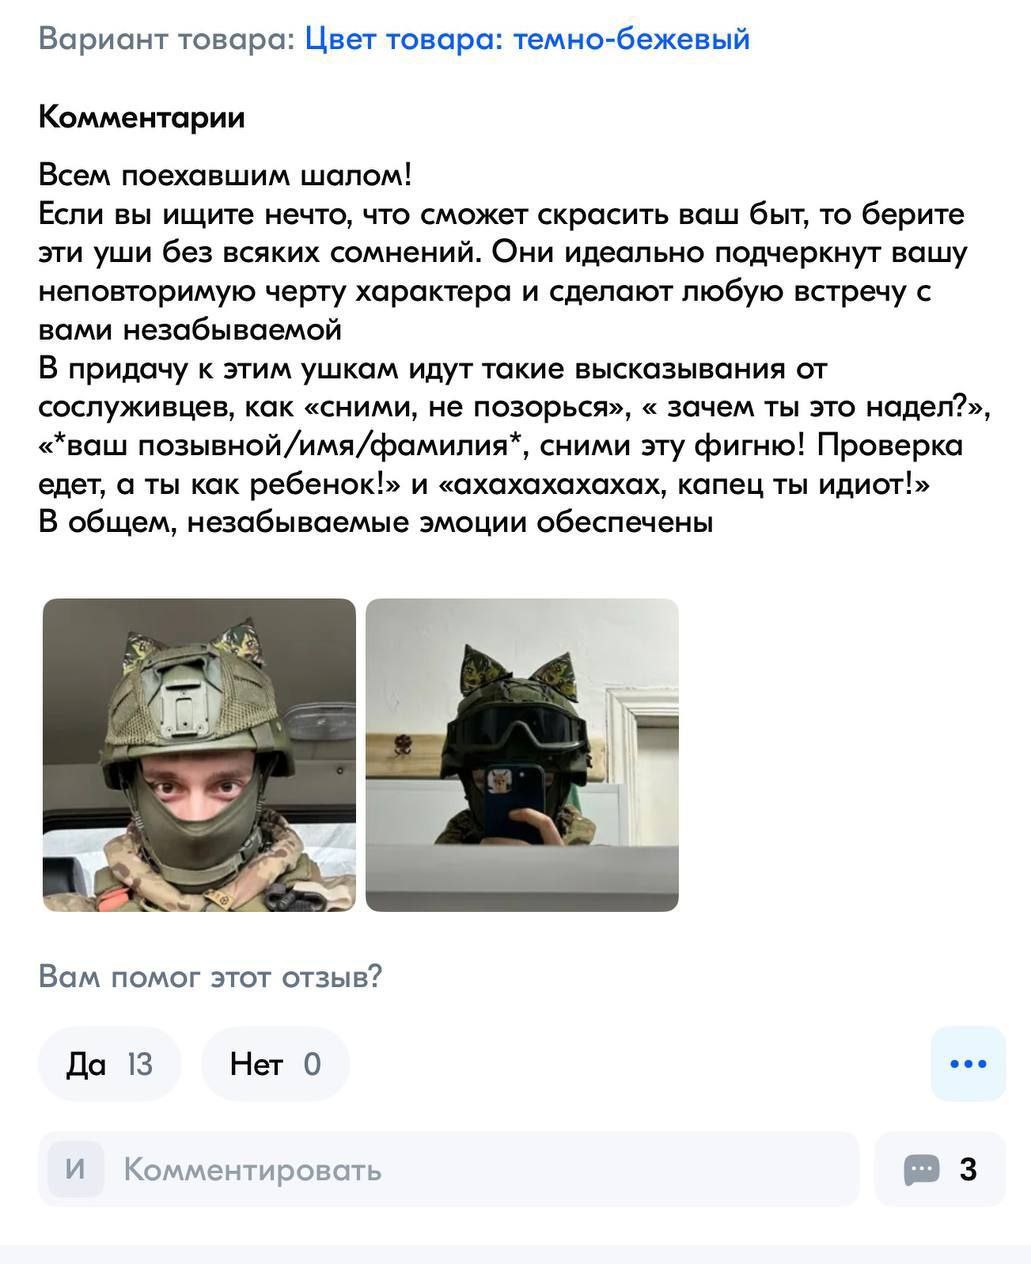 Вариант товара: Цвет товара: темно-бежевый
Комментарии
Всем поехавшим шалом!
Если вы ищите нечто, что сможет скрасить ваш быт, то берите
эти уши без всяких сомнений. Они идеально подчеркнут вашу
неповторимую черту характера и сделают любую встречу с
вами незабываемой
В придачу к этим ушкам идут такие высказывания от
сослуживцев, как «сними, не позорься», « зачем ты это надел?»,
«*ваш позывной/имя/фамилия*, сними эту фигню! Проверка
едет, а ты как ребенок!» и «ахахахахахах, капец ты идиот!»
В общем, незабываемые эмоции обеспечены
Вам помог этот отзыв?
Да 13 Нет 0
И Комментировать 3